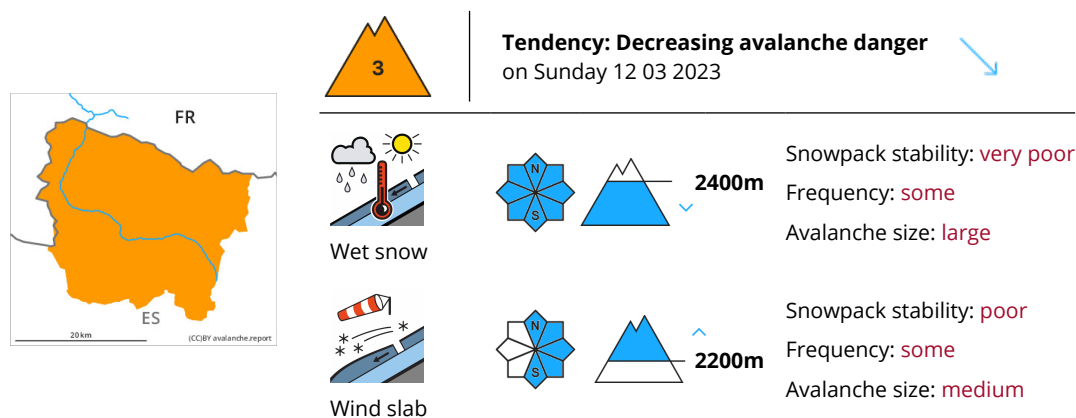 3
Tendency: Decreasing avalanche danger
on Sunday 12 03 2023
FR
ES
20 km
(CC)BY avalanche.report
N
S
2400m
Snowpack stability: very poor
Frequency: some
Avalanche size: large
Wet snow
N
S
2200m
Snowpack stability: poor
Frequency: some
Avalanche size: medium
Wind slab